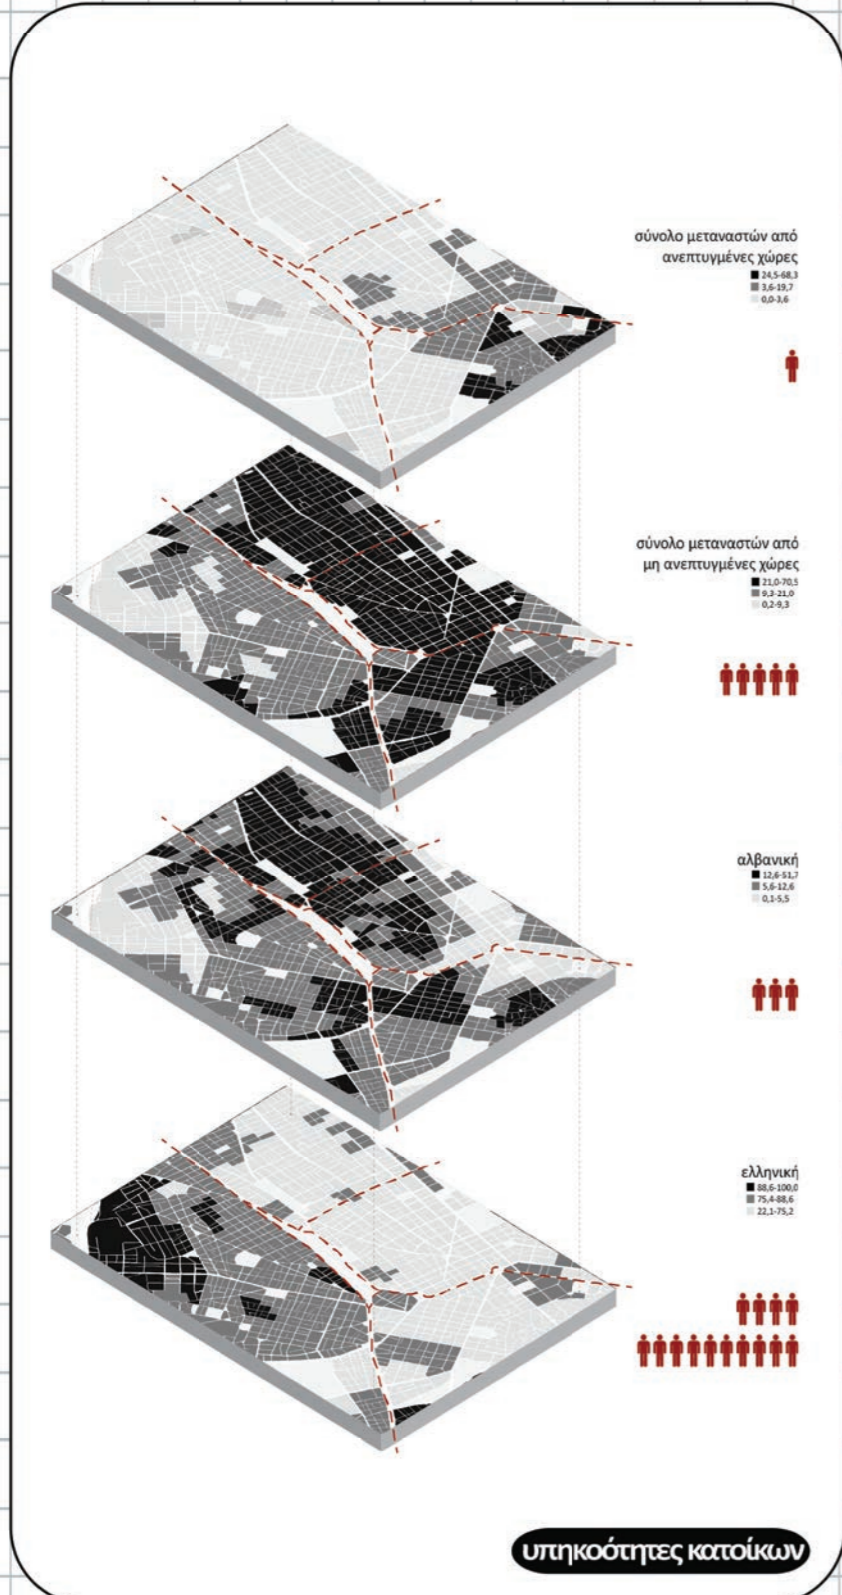 σύνολο μεταναστών από
ανεπτυγμένες χώρες
24,5-68,3
3,6-19,7
0,0-3,6
σύνολο μεταναστών από
μη ανεπτυγμένες χώρες
21,0-70,5
9,3-21,0
0,2-9,3
αλβανική
12,6-51,7
5,6-12,6
0,1-5,5
ελληνική
88,6-100,0
75,4-88,6
22,1-75,2
υπηκοότητες κατοίκων